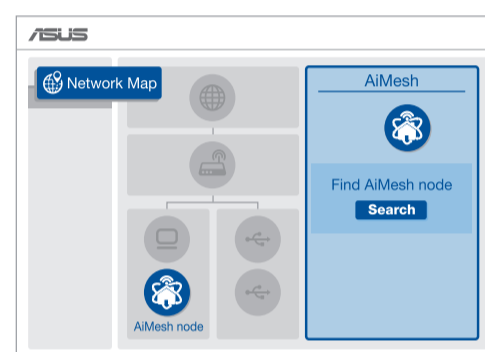 ASUS
Network Map
AiMesh
Find AiMesh node
Search
AiMesh node